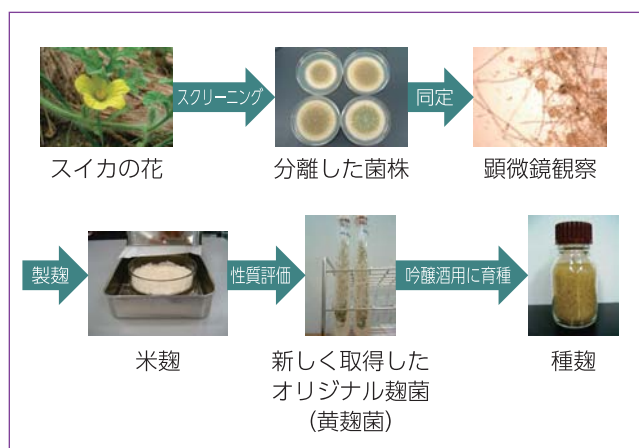 スクリーニング
同定
スイカの花
分離した菌株
顕微鏡観察
製麹
性質評価
吟醸酒用に育種
米麹
新しく取得した
オリジナル麹菌
(黄麹菌)
種麹